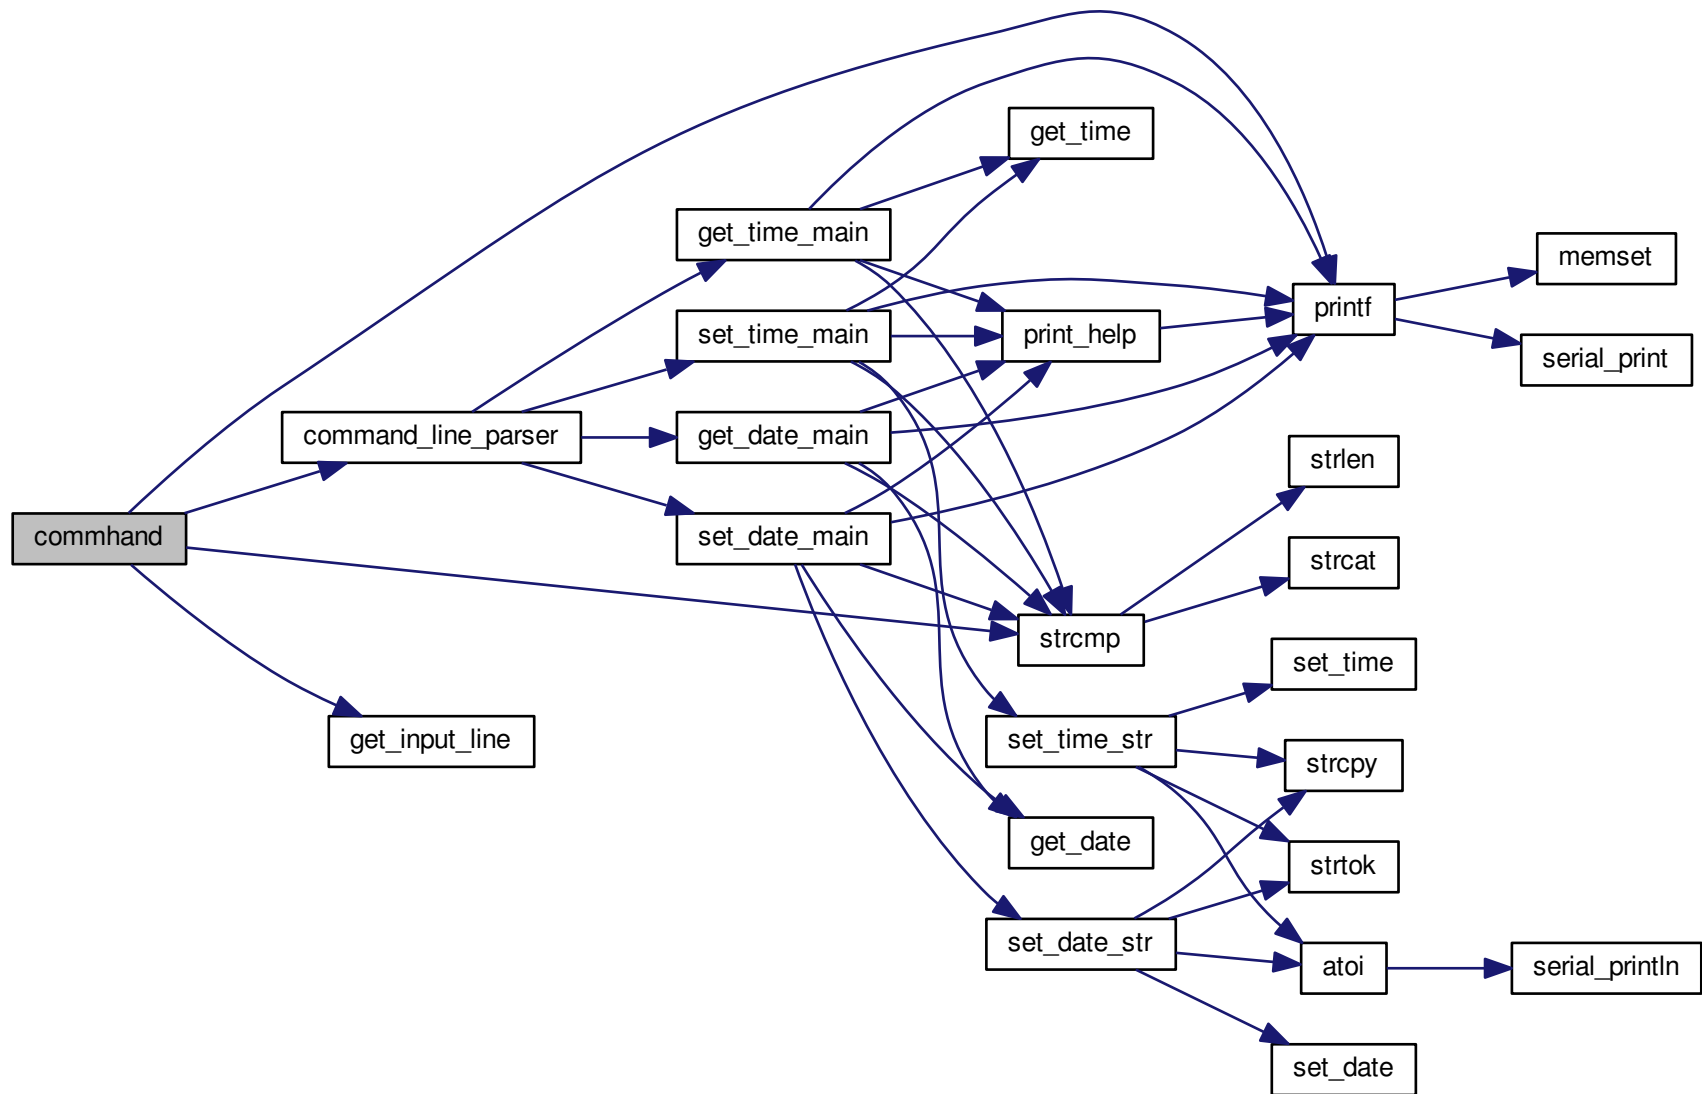 get_time
get_time_main
memset
printf
set_time_main
print_help
serial_print
command_line_parser
get_date_main
strlen
commhand
set_date_main
strcat
strcmp
set_time
get_input_line
set_time_str
strcpy
get_date
strtok
set_date_str
atoi
serial_println
set_date